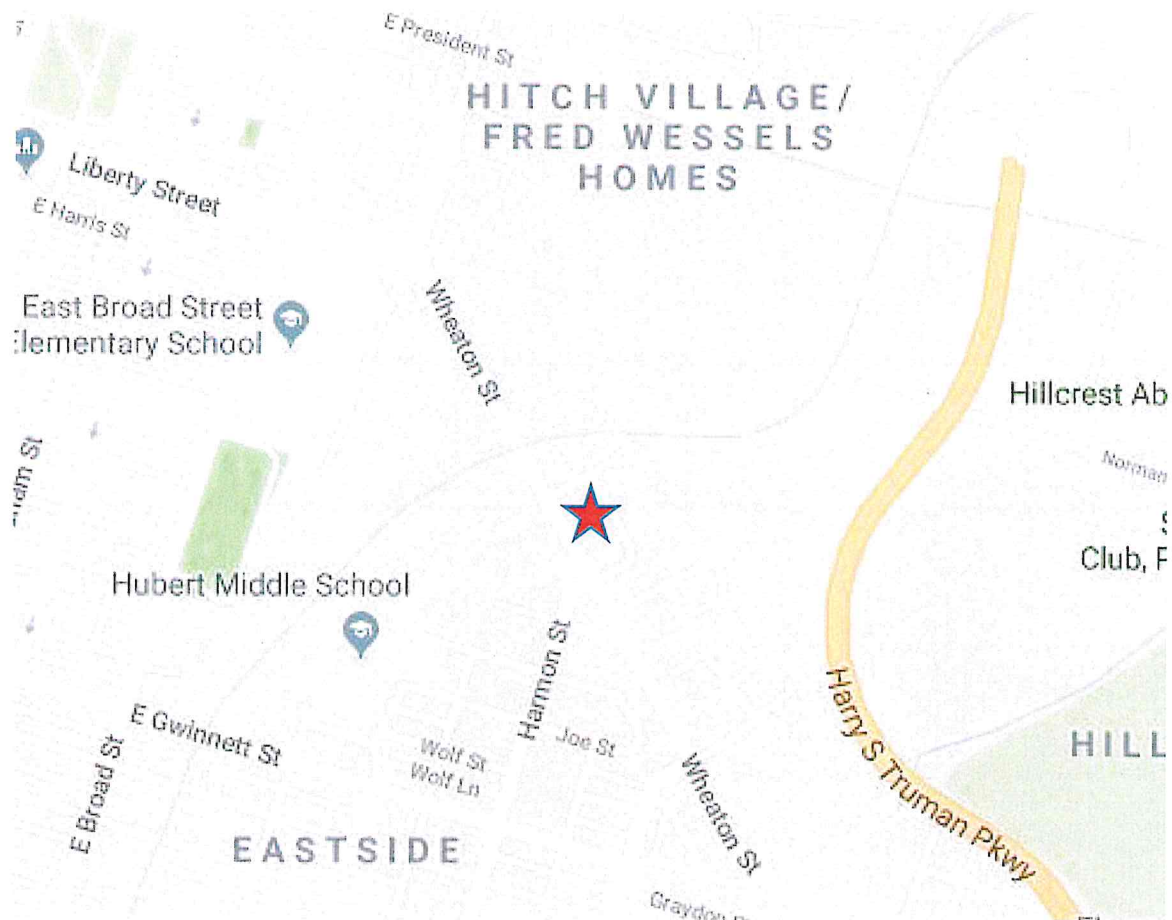 E President St
HITCH VILLAGE/
FRED WESSELS
HOMES
Liberty Street
E Harris St
East Broad Street
Elementary School
Wheaton St
Hillcrest Ab
Norman
Club, F
Hubert Middle School
Harmon St
E Gwinnett St
Joe St
Wolf St
Wolf Ln
Harry S Truman Pkwy
HILL
E Broad St
Wheaton St
EASTSIDE
Graydon